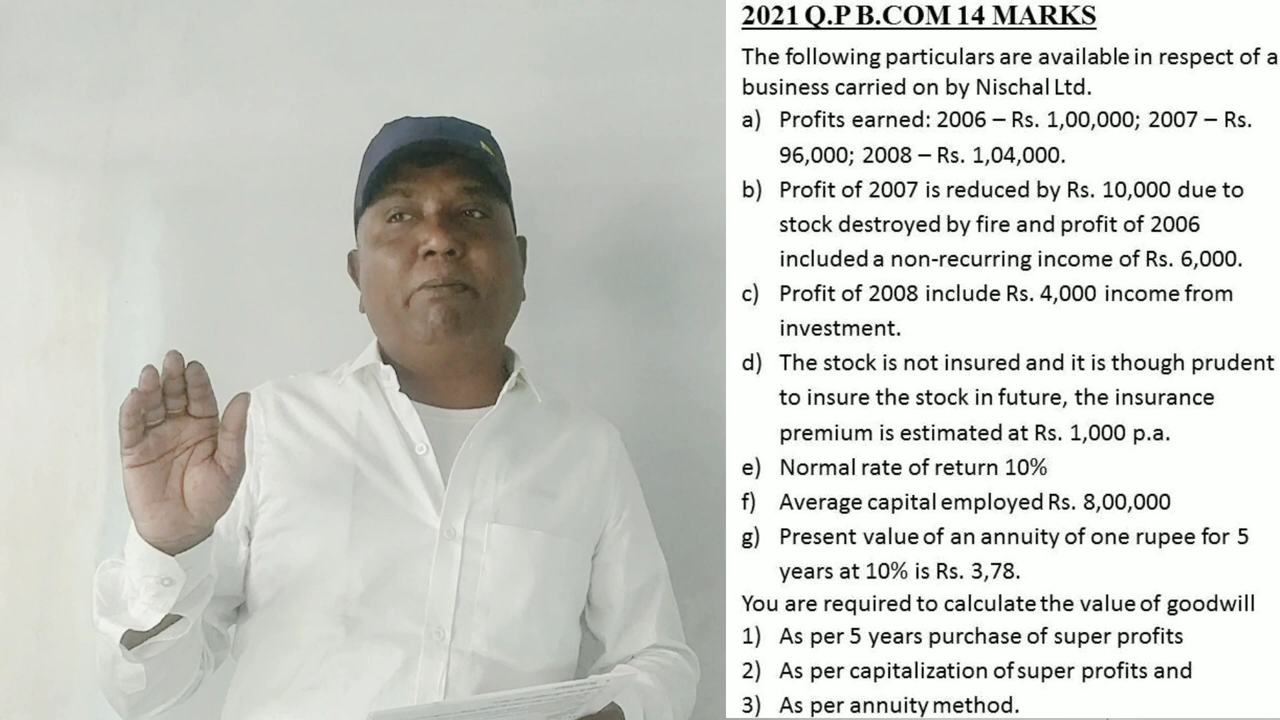 2021 Q.P B.COM 14 MARKS
The following particulars are available in respect of a
business carried on by Nischal Ltd.
a) Profits earned: 2006 – Rs. 1,00,000; 2007 – Rs.
96,000; 2008 – Rs. 1,04,000.
b) Profit of 2007 is reduced by Rs. 10,000 due to
stock destroyed by fire and profit of 2006
included a non-recurring income of Rs. 6,000.
c) Profit of 2008 include Rs. 4,000 income from
investment.
d) The stock is not insured and it is though prudent
to insure the stock in future, the insurance
premium is estimated at Rs. 1,000 p.a.
e) Normal rate of return 10%
f) Average capital employed Rs. 8,00,000
g) Present value of an annuity of one rupee for 5
years at 10% is Rs. 3,78.
You are required to calculate the value of goodwill
1) As per 5 years purchase of super profits
2) As per capitalization of super profits and
3) As per annuity method.